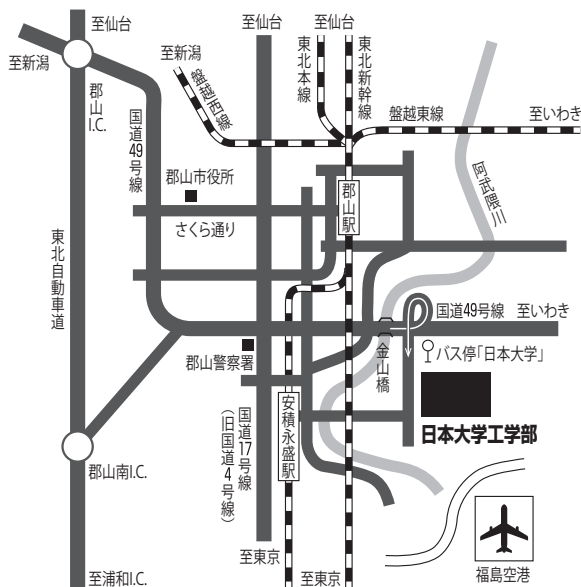 至仙台
至仙台
至仙台
至新潟
至新潟
東北本線
東北新幹線
盤越西線
盤越東線
至いわき
郡山I.C.
国道49号線
郡山市役所
郡山駅
阿武隈川
さくら通り
東北自動車道
国道49号線
至いわき
バス停「日本大学」
郡山警察署
金山橋
安積永盛駅
国道17号線
(旧国道4号線)
日本大学工学部
郡山南I.C.
至東京
至浦和I.C.
至東京
福島空港